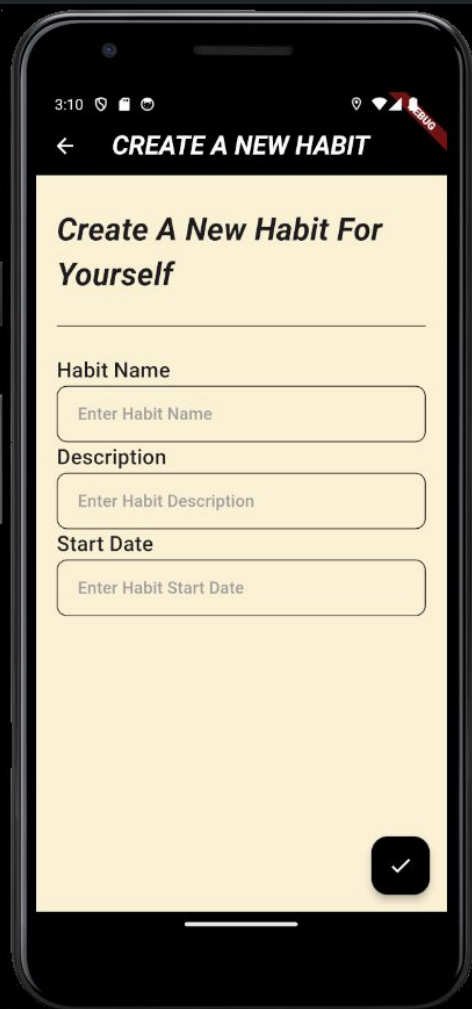 3:10
DEBUG
CREATE A NEW HABIT
Create A New Habit For
Yourself
Habit Name
Enter Habit Name
Description
Enter Habit Description
Start Date
Enter Habit Start Date